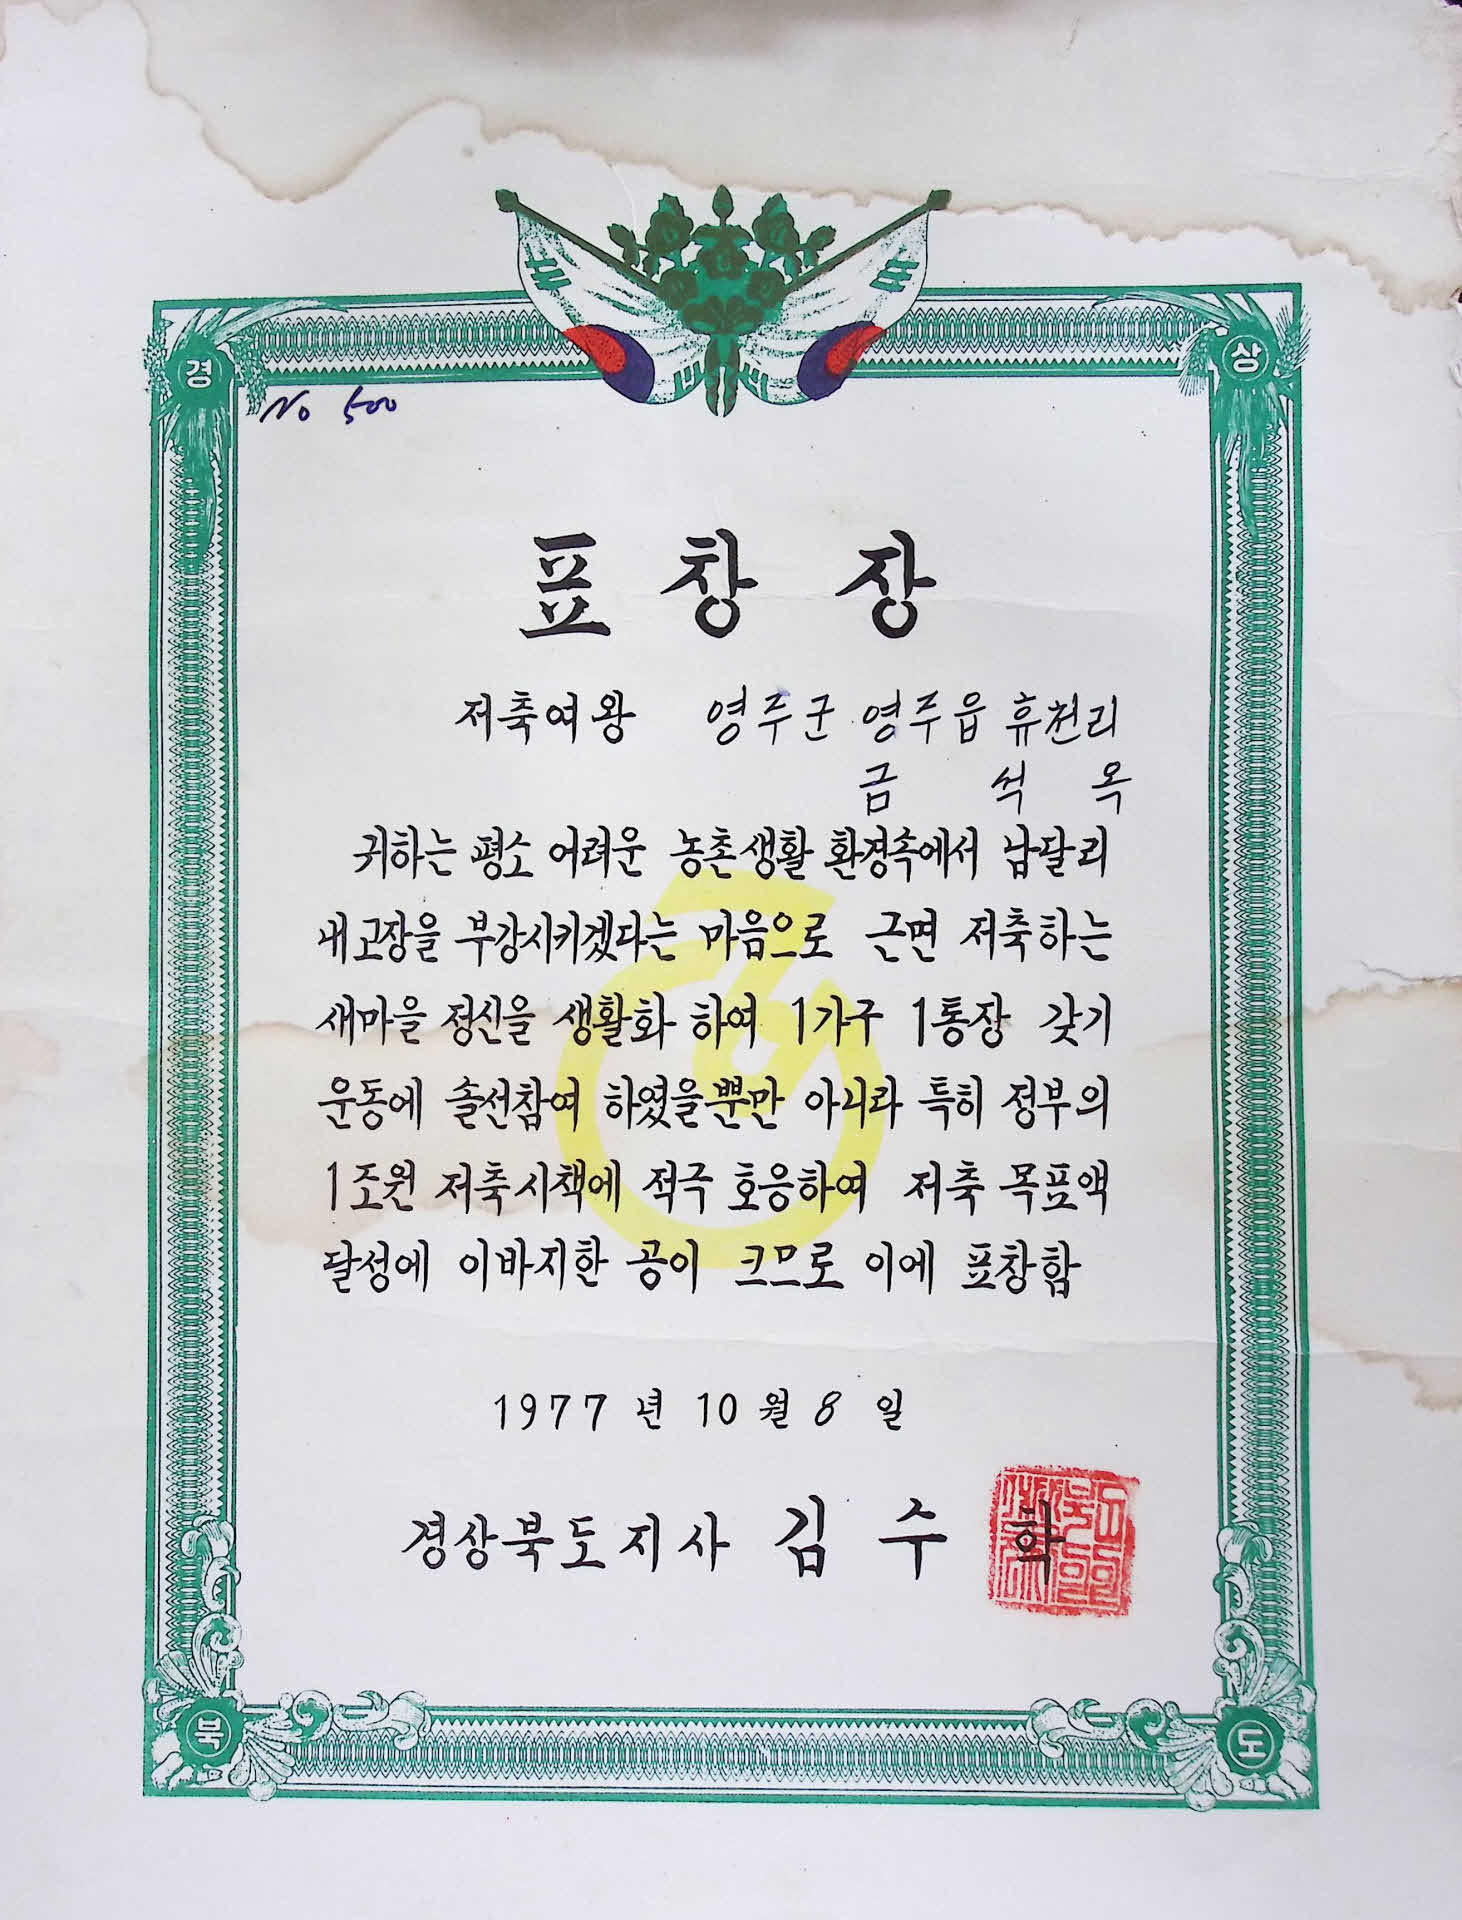 경 상
No 500
표 창 장
저축여왕 영주군 영주읍 휴천리
금 석 옥
귀하는 평소 어려운 농촌생활 환경속에서 남달리
내고장을 부강시키겠다는 마음으로 근면 저축하는
새마을 정신을 생활화 하여 1가구 1통장 갖기
운동에 솔선참여 하였을뿐만 아니라 특히 정부의
1조원 저축시책에 적극 호응하여 저축 목표액
달성에 이바지한 공이 크므로 이에 표창함
1977 년 10 월 8 일
경상북도지사 김 수 학
북 도